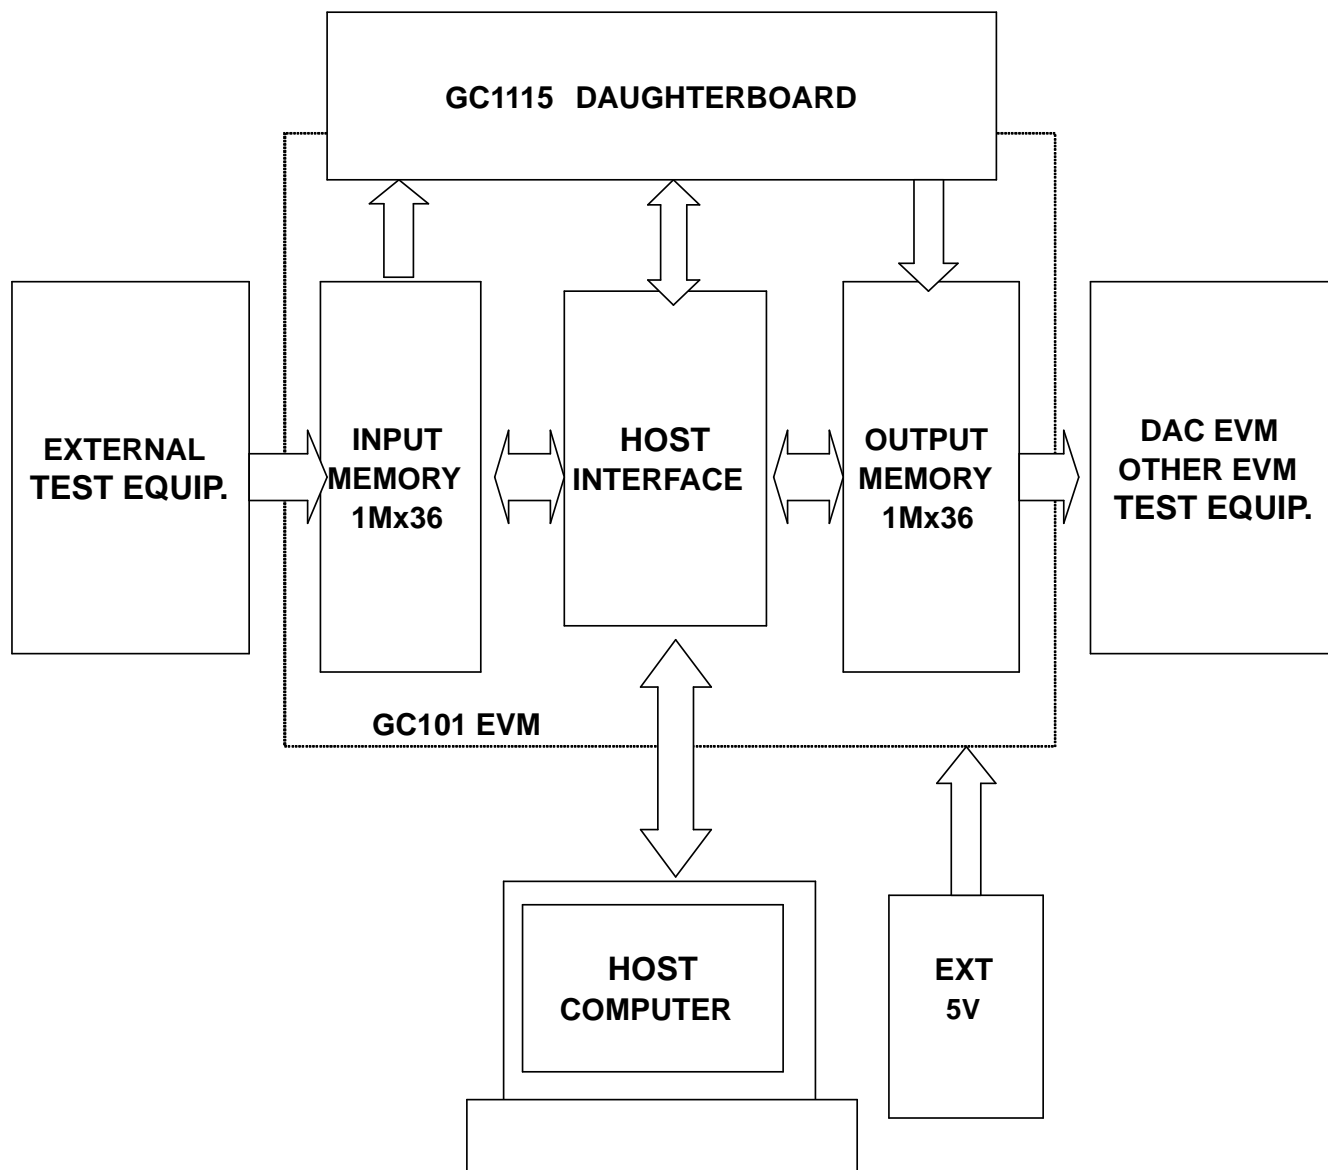 GC1115 DAUGHTERBOARD
EXTERNAL
TEST EQUIP.
INPUT
MEMORY
1Mx36
HOST
INTERFACE
OUTPUT
MEMORY
1Mx36
DAC EVM
OTHER EVM
TEST EQUIP.
GC101 EVM
HOST
COMPUTER
EXT
5V